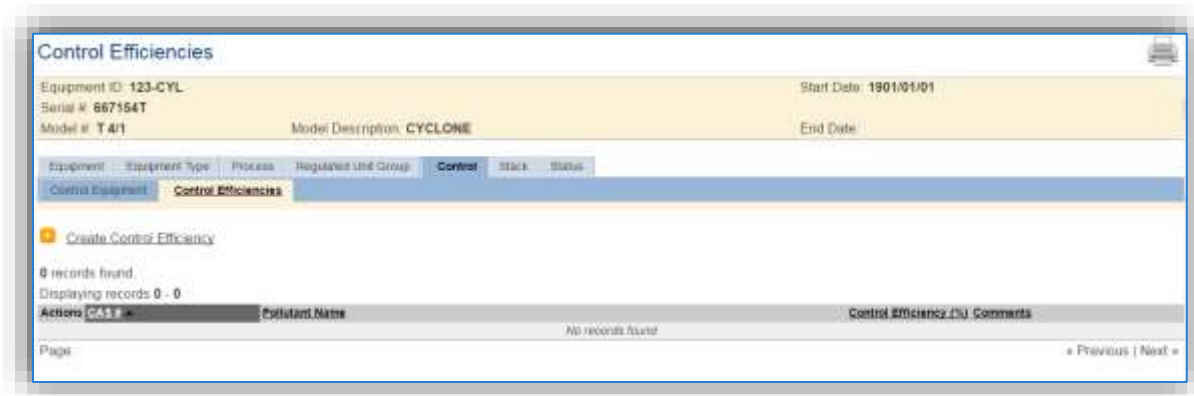 Control Efficiencies
Equipment ID: 123-CYL Start Date: 1901/01/01
Serial #: 667154T
Model #: T 4/1 Model Description: CYCLONE End Date:
Equipment Equipment Type Process Regulated Unit Group Control Stack Status
Control Equipment Control Efficiencies
Create Control Efficiency
0 records found.
Displaying records 0 - 0
Actions CAS # Pollutant Name Control Efficiency (%) Comments
No records found
Page « Previous | Next »